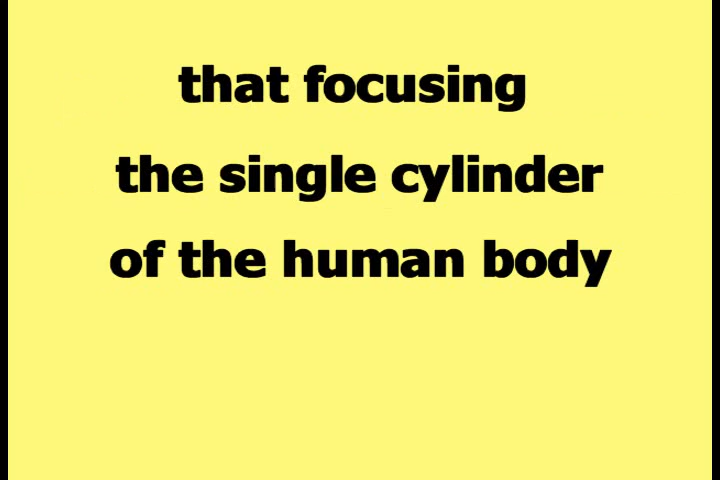 that focusing
the single cylinder
of the human body